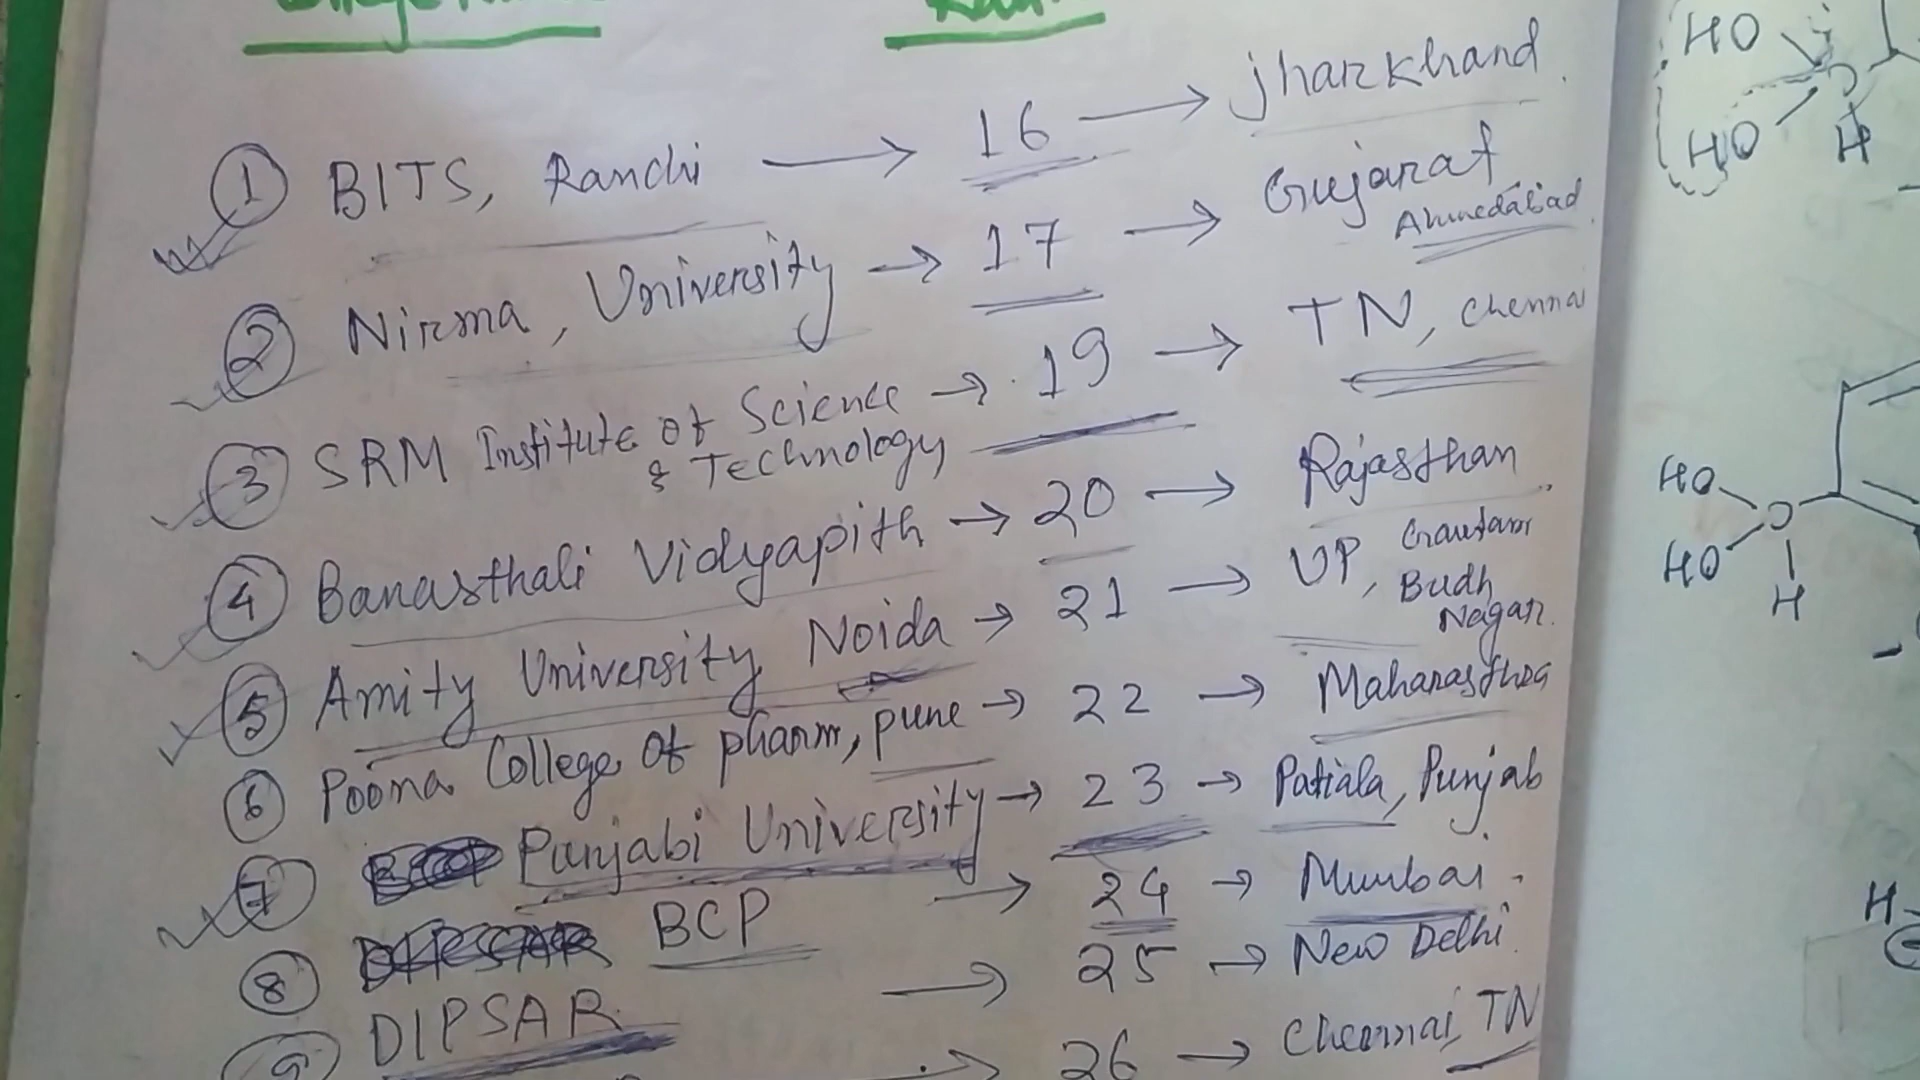 ① BITS, Ranchi → 16 → jharkhand.
② Nirma, University → 17 → Gujarat
Ahmedabad.
③ SRM Institute of Science → 19 → TN, Chennai
& Technology
④ Banasthali Vidyapith → 20 → Rajasthan
⑤ Amity University Noida → 21 → UP, Gautam
Budh
Nagar.
⑥ Poona College of pharm, pune → 22 → Maharasthra
⑦ Punjabi University → 23 → Patiala, Punjab
⑧ BCP → 24 → Mumbai.
⑨ DIPSAR → 25 → New Delhi.
→ 26 → Chennai, TN
HO
HO
H
HO
HO
H
H